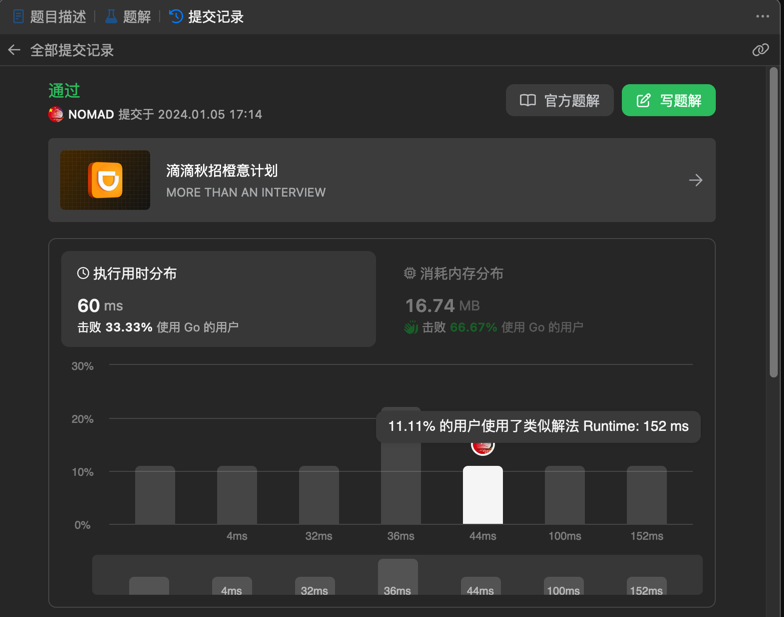 题目描述 题解 提交记录
全部提交记录
通过
NOMAD 提交于 2024.01.05 17:14
官方题解
写题解
滴滴秋招橙意计划
MORE THAN AN INTERVIEW
执行用时分布
60 ms
击败 33.33% 使用 Go 的用户
消耗内存分布
16.74 MB
击败 66.67% 使用 Go 的用户
30%
20%
11.11% 的用户使用了类似解法 Runtime: 152 ms
10%
0%
4ms 32ms 36ms 44ms 100ms 152ms
4ms 32ms 36ms 44ms 100ms 152ms